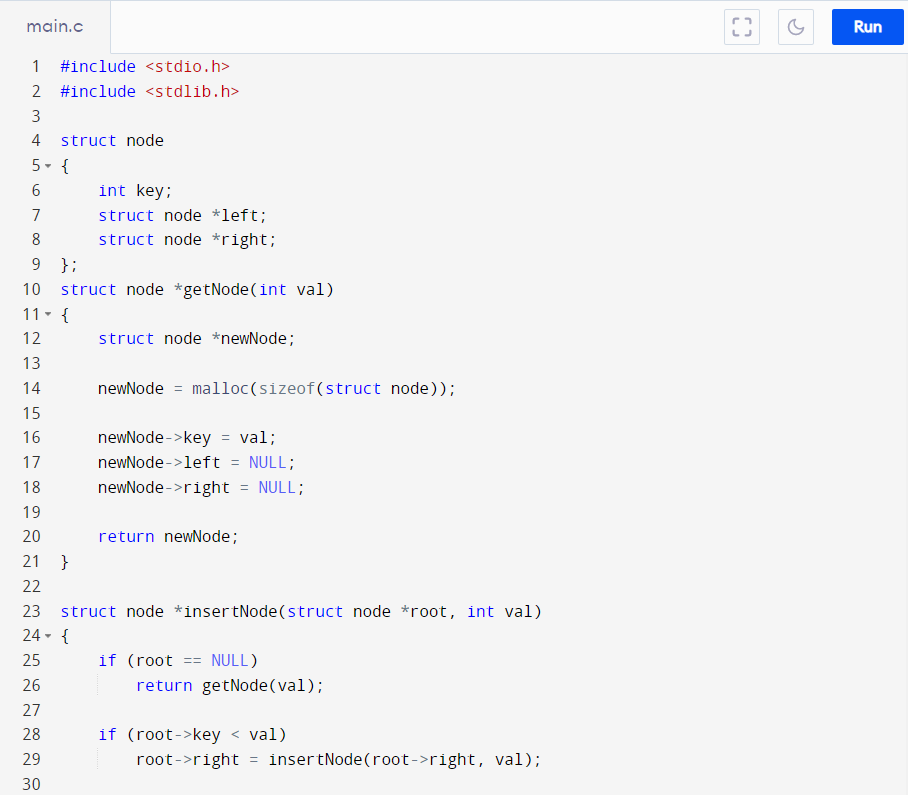 main.c
Run
1 #include <stdio.h>
2 #include <stdlib.h>
3
4 struct node
5 {
6     int key;
7     struct node *left;
8     struct node *right;
9 };
10 struct node *getNode(int val)
11 {
12     struct node *newNode;
13
14     newNode = malloc(sizeof(struct node));
15
16     newNode->key = val;
17     newNode->left = NULL;
18     newNode->right = NULL;
19
20     return newNode;
21 }
22
23 struct node *insertNode(struct node *root, int val)
24 {
25     if (root == NULL)
26         return getNode(val);
27
28     if (root->key < val)
29         root->right = insertNode(root->right, val);
30